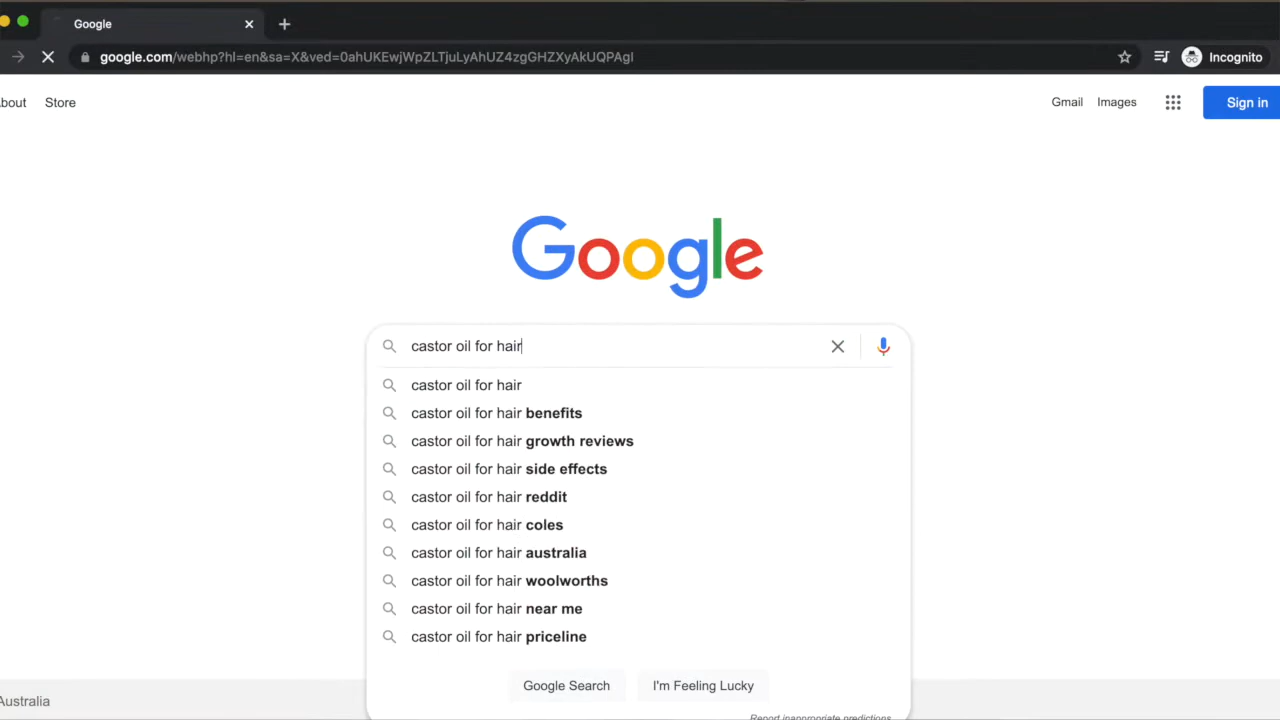 Google
google.com/webhp?hl=en&sa=X&ved=0ahUKEwjWpZLTjuLyAhUZ4zgGHZXyAkUQPAgI
Incognito
bout Store
Gmail Images
Sign in
Google
castor oil for hair
castor oil for hair
castor oil for hair benefits
castor oil for hair growth reviews
castor oil for hair side effects
castor oil for hair reddit
castor oil for hair coles
castor oil for hair australia
castor oil for hair woolworths
castor oil for hair near me
castor oil for hair priceline
Google Search I'm Feeling Lucky
Report inappropriate predictions
Australia